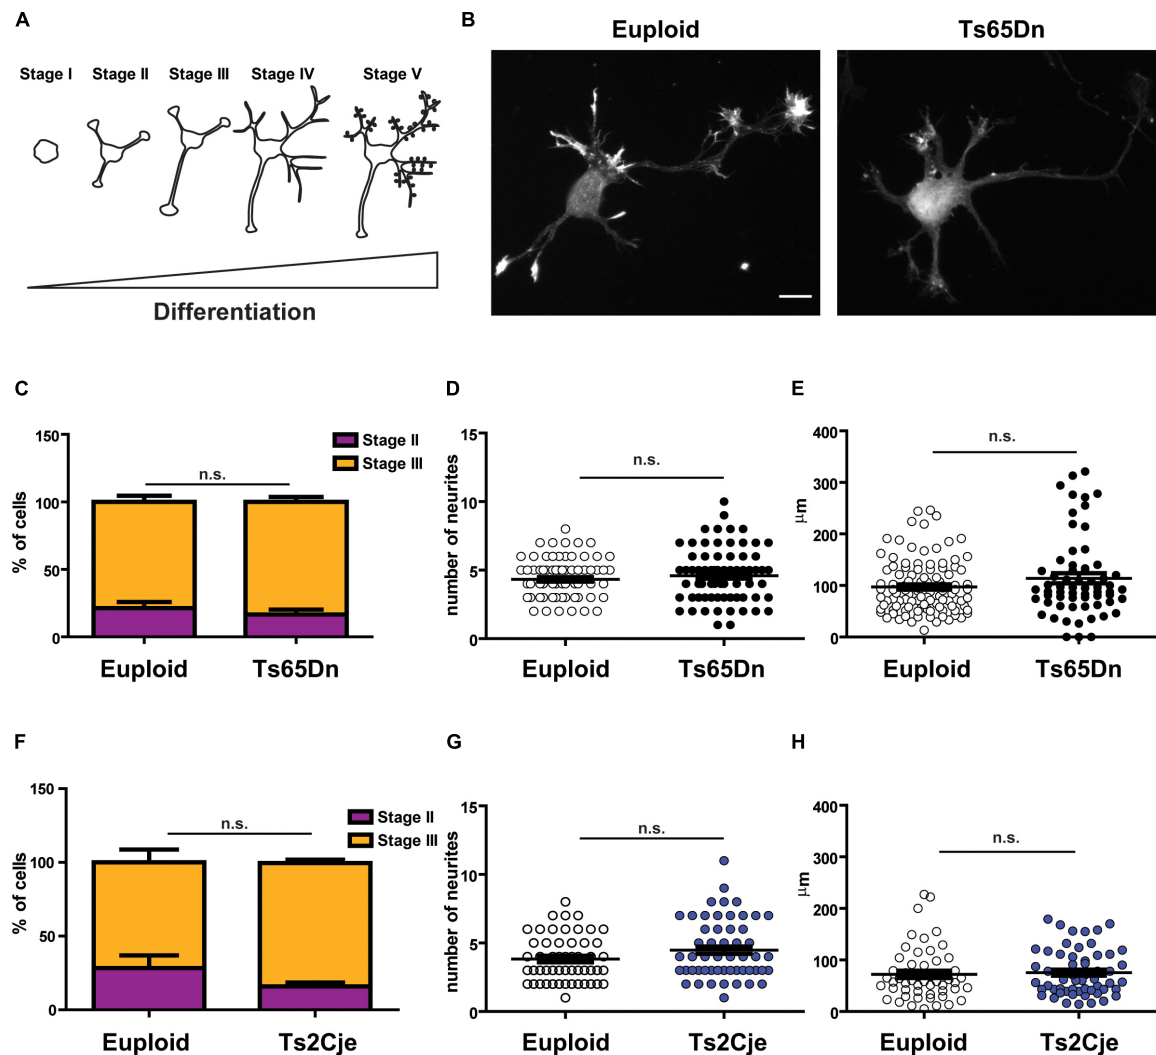 A
Stage I Stage II Stage III Stage IV Stage V
Differentiation
B
Euploid Ts65Dn
C
% of cells
150
100
50
0
n.s.
Stage II
Stage III
Euploid Ts65Dn
D
number of neurites
15
10
5
0
n.s.
Euploid Ts65Dn
E
μm
400
300
200
100
0
n.s.
Euploid Ts65Dn
F
% of cells
150
100
50
0
n.s.
Stage II
Stage III
Euploid Ts2Cje
G
number of neurites
15
10
5
0
n.s.
Euploid Ts2Cje
H
μm
400
300
200
100
0
n.s.
Euploid Ts2Cje